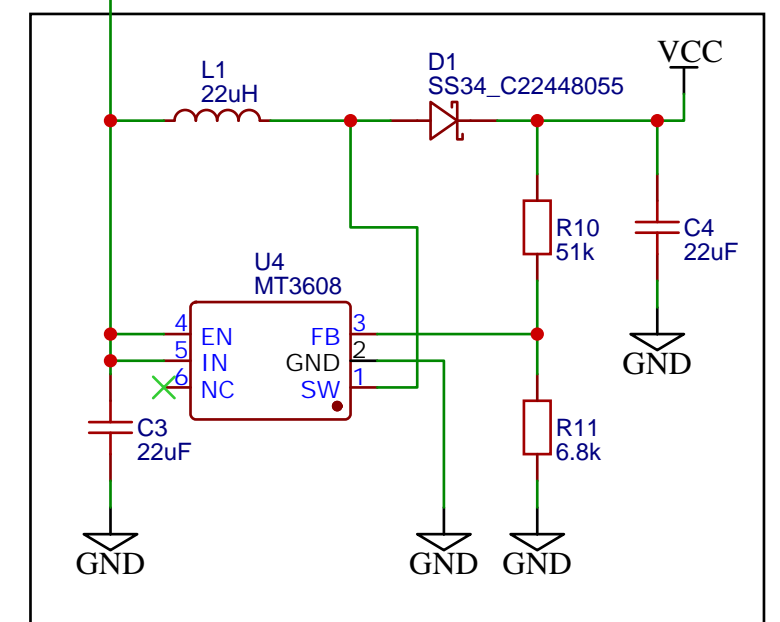 VCC
D1
SS34_C22448055
L1
22uH
R10
51k
C4
22uF
U4
MT3608
4
EN
FB
3
5
IN
GND
2
6
NC
SW
1
GND
C3
22uF
R11
6.8k
GND
GND
GND